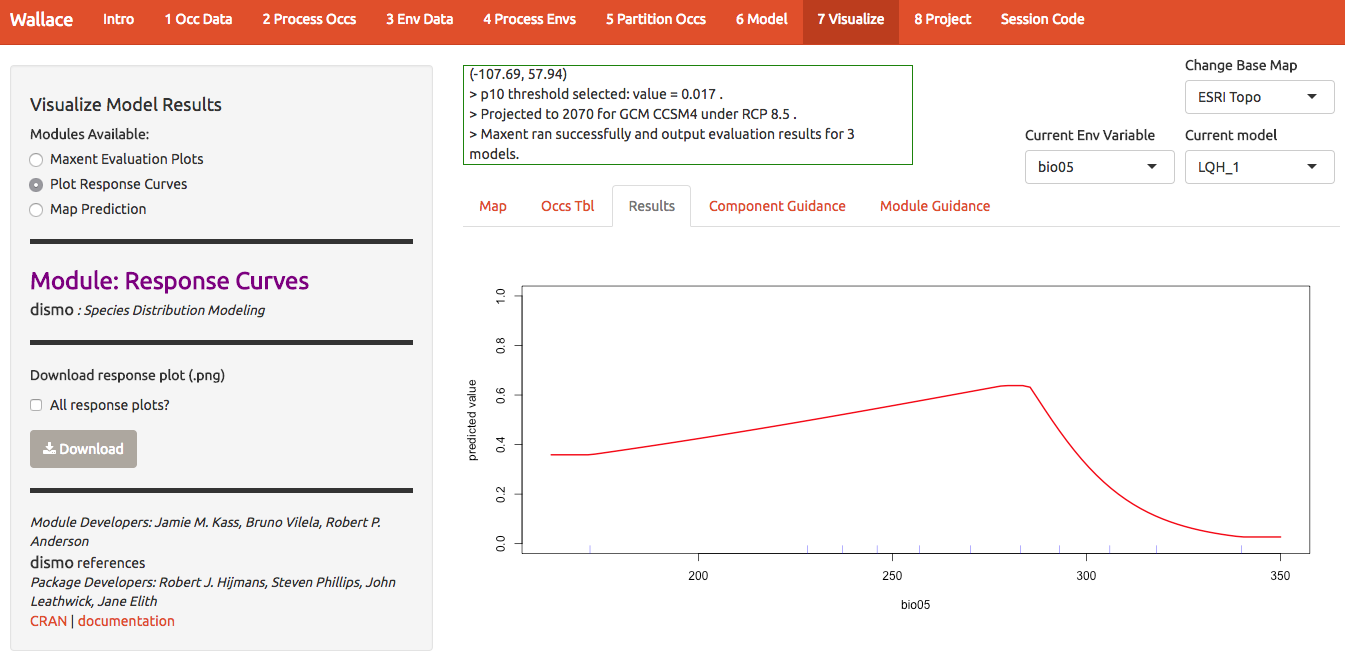 Wallace Intro 1 Occ Data 2 Process Occs 3 Env Data 4 Process Envs 5 Partition Occs 6 Model 7 Visualize 8 Project Session Code
Visualize Model Results
Modules Available:
Maxent Evaluation Plots
Plot Response Curves
Map Prediction
Module: Response Curves
dismo : Species Distribution Modeling
Download response plot (.png)
All response plots?
Download
Module Developers: Jamie M. Kass, Bruno Vilela, Robert P.
Anderson
dismo references
Package Developers: Robert J. Hijmans, Steven Phillips, John
Leathwick, Jane Elith
CRAN | documentation
(-107.69, 57.94)
> p10 threshold selected: value = 0.017 .
> Projected to 2070 for GCM CCSM4 under RCP 8.5 .
> Maxent ran successfully and output evaluation results for 3
models.
Change Base Map
ESRI Topo
Current Env Variable
bio05
Current model
LQH_1
Map Occs Tbl Results Component Guidance Module Guidance
predicted value
1.0
0.8
0.6
0.4
0.2
0.0
200 250 300 350
bio05